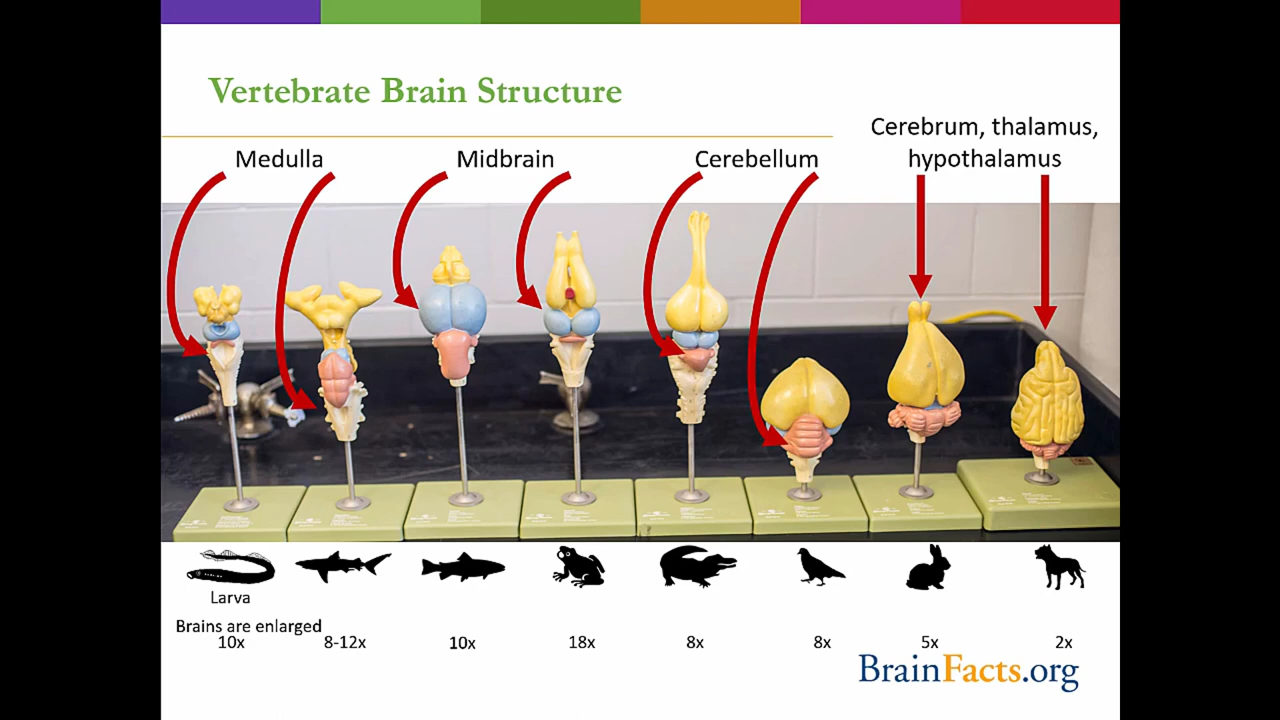 Vertebrate Brain Structure
Medulla
Midbrain
Cerebellum
Cerebrum, thalamus,
hypothalamus
Larva
Brains are enlarged
10x
8-12x
10x
18x
8x
8x
5x
2x
BrainFacts.org